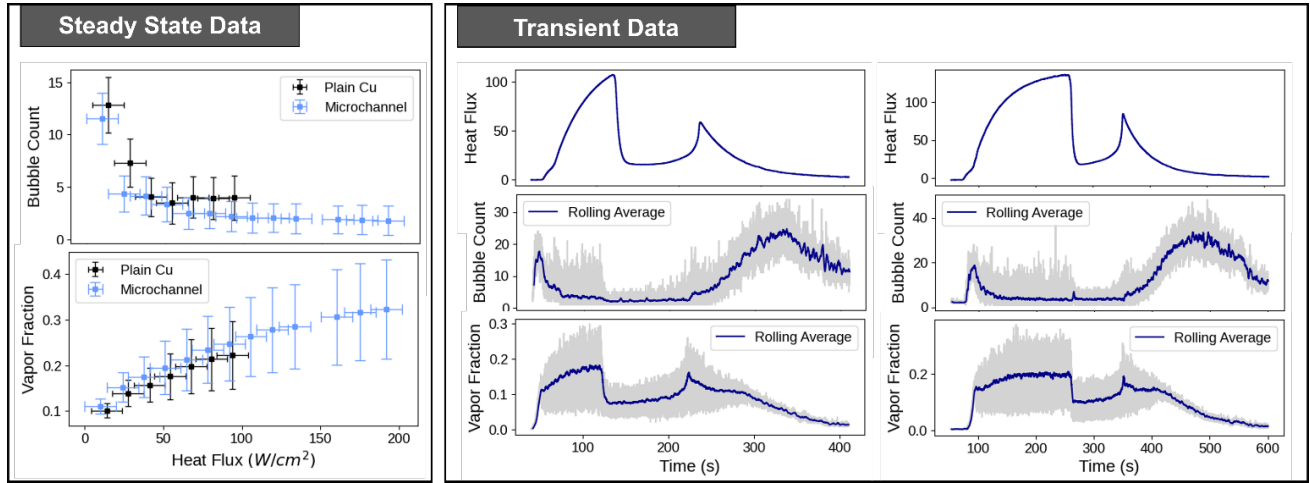 Steady State Data
Transient Data
15
10
5
0
Bubble Count
Plain Cu
Microchannel
0.4
0.3
0.2
0.1
Vapor Fraction
Plain Cu
Microchannel
0
50
100
150
200
Heat Flux (W/cm²)
100
50
0
Heat Flux
30
20
10
0
Bubble Count
Rolling Average
0.3
0.2
0.1
0.0
Vapor Fraction
Rolling Average
100
200
300
400
Time (s)
100
50
0
Heat Flux
40
20
0
Bubble Count
Rolling Average
0.2
0.0
Vapor Fraction
Rolling Average
100
200
300
400
500
600
Time (s)